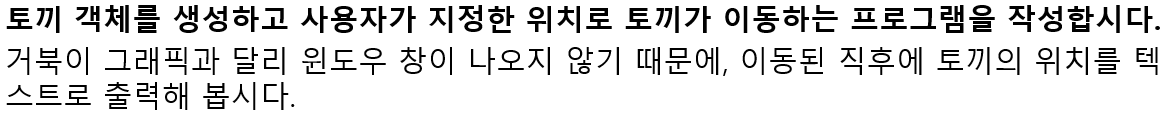 토끼 객체를 생성하고 사용자가 지정한 위치로 토끼가 이동하는 프로그램을 작성합시다.
거북이 그래픽과 달리 윈도우 창이 나오지 않기 때문에, 이동된 직후에 토끼의 위치를 텍
스트로 출력해 봅시다.